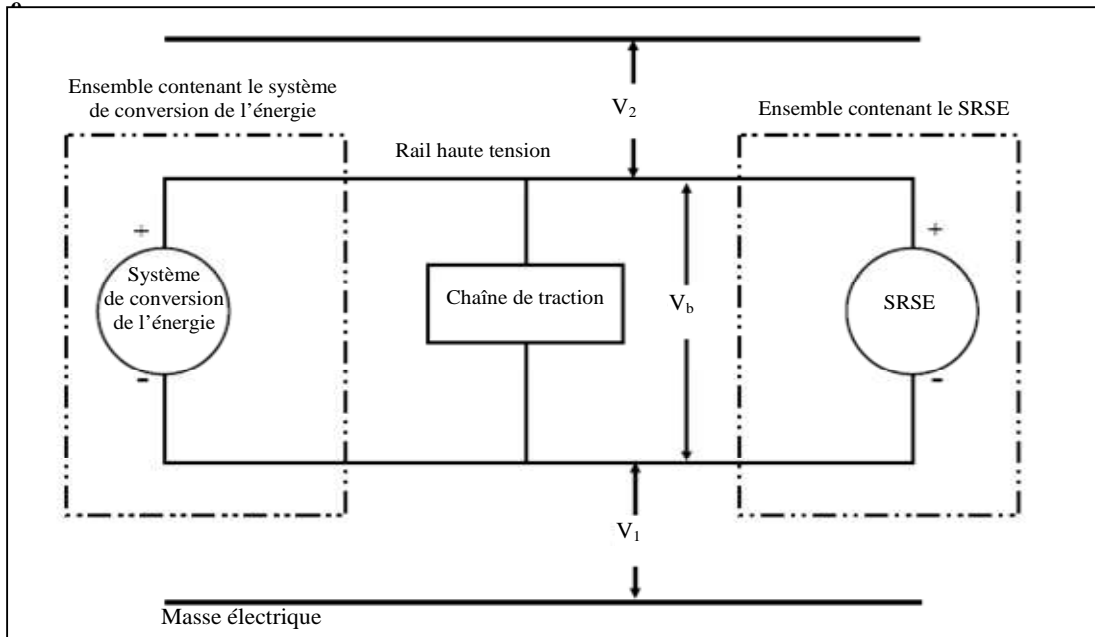 Ensemble contenant le système
de conversion de l’énergie
V2
Ensemble contenant le SRSE
Rail haute tension
+
+
Système
de conversion
de l’énergie
Chaîne de traction
Vb
SRSE
-
-
V1
Masse électrique